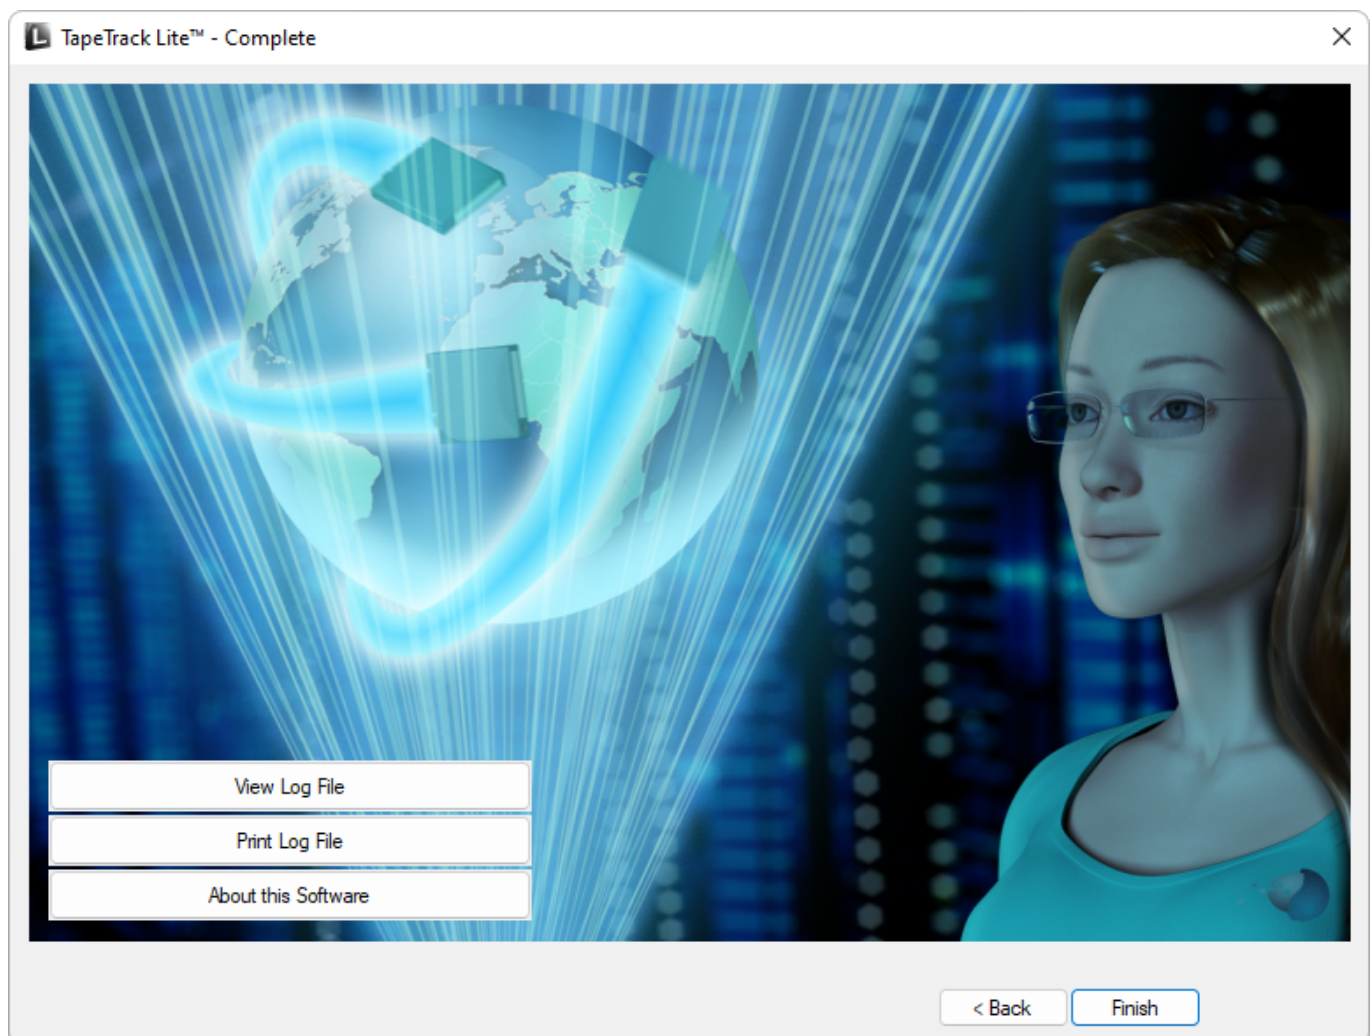 TapeTrack Lite™ - Complete
View Log File
Print Log File
About this Software
< Back
Finish